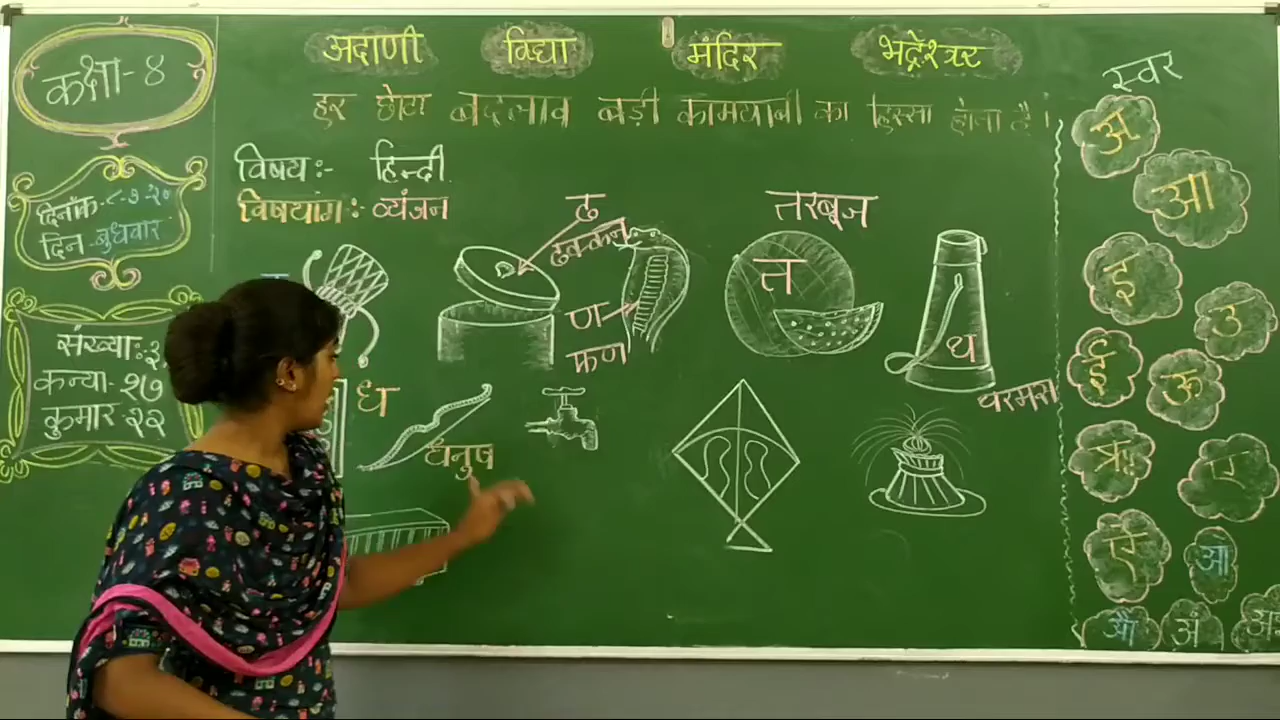 अदाणी विद्या मंदिर भद्रेश्वर
हर छोटा बदलाव बड़ी कामयाबी का हिस्सा होता है।
कक्षा-४
दिनांक-८-७-२०
दिन-बुधवार
संख्या:-३
कन्या-१७
कुमार-२२
विषय:- हिन्दी.
विषयांग:- व्यंजन
ढ
ढक्कन
ण
फण
तरबूज
त
थ
थरमस
ध
धनुष
स्वर
अ
आ
इ
उ
ई
ऊ
ऋ
ए
ऐ
ओ
औ
अं